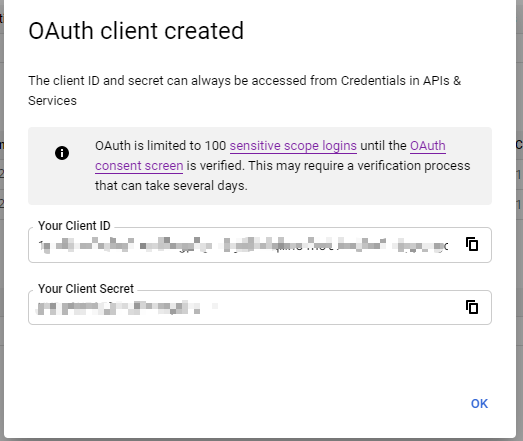 OAuth client created
The client ID and secret can always be accessed from Credentials in APIs &
Services
OAuth is limited to 100 sensitive scope logins until the OAuth
consent screen is verified. This may require a verification process
that can take several days.
Your Client ID
Your Client Secret
OK